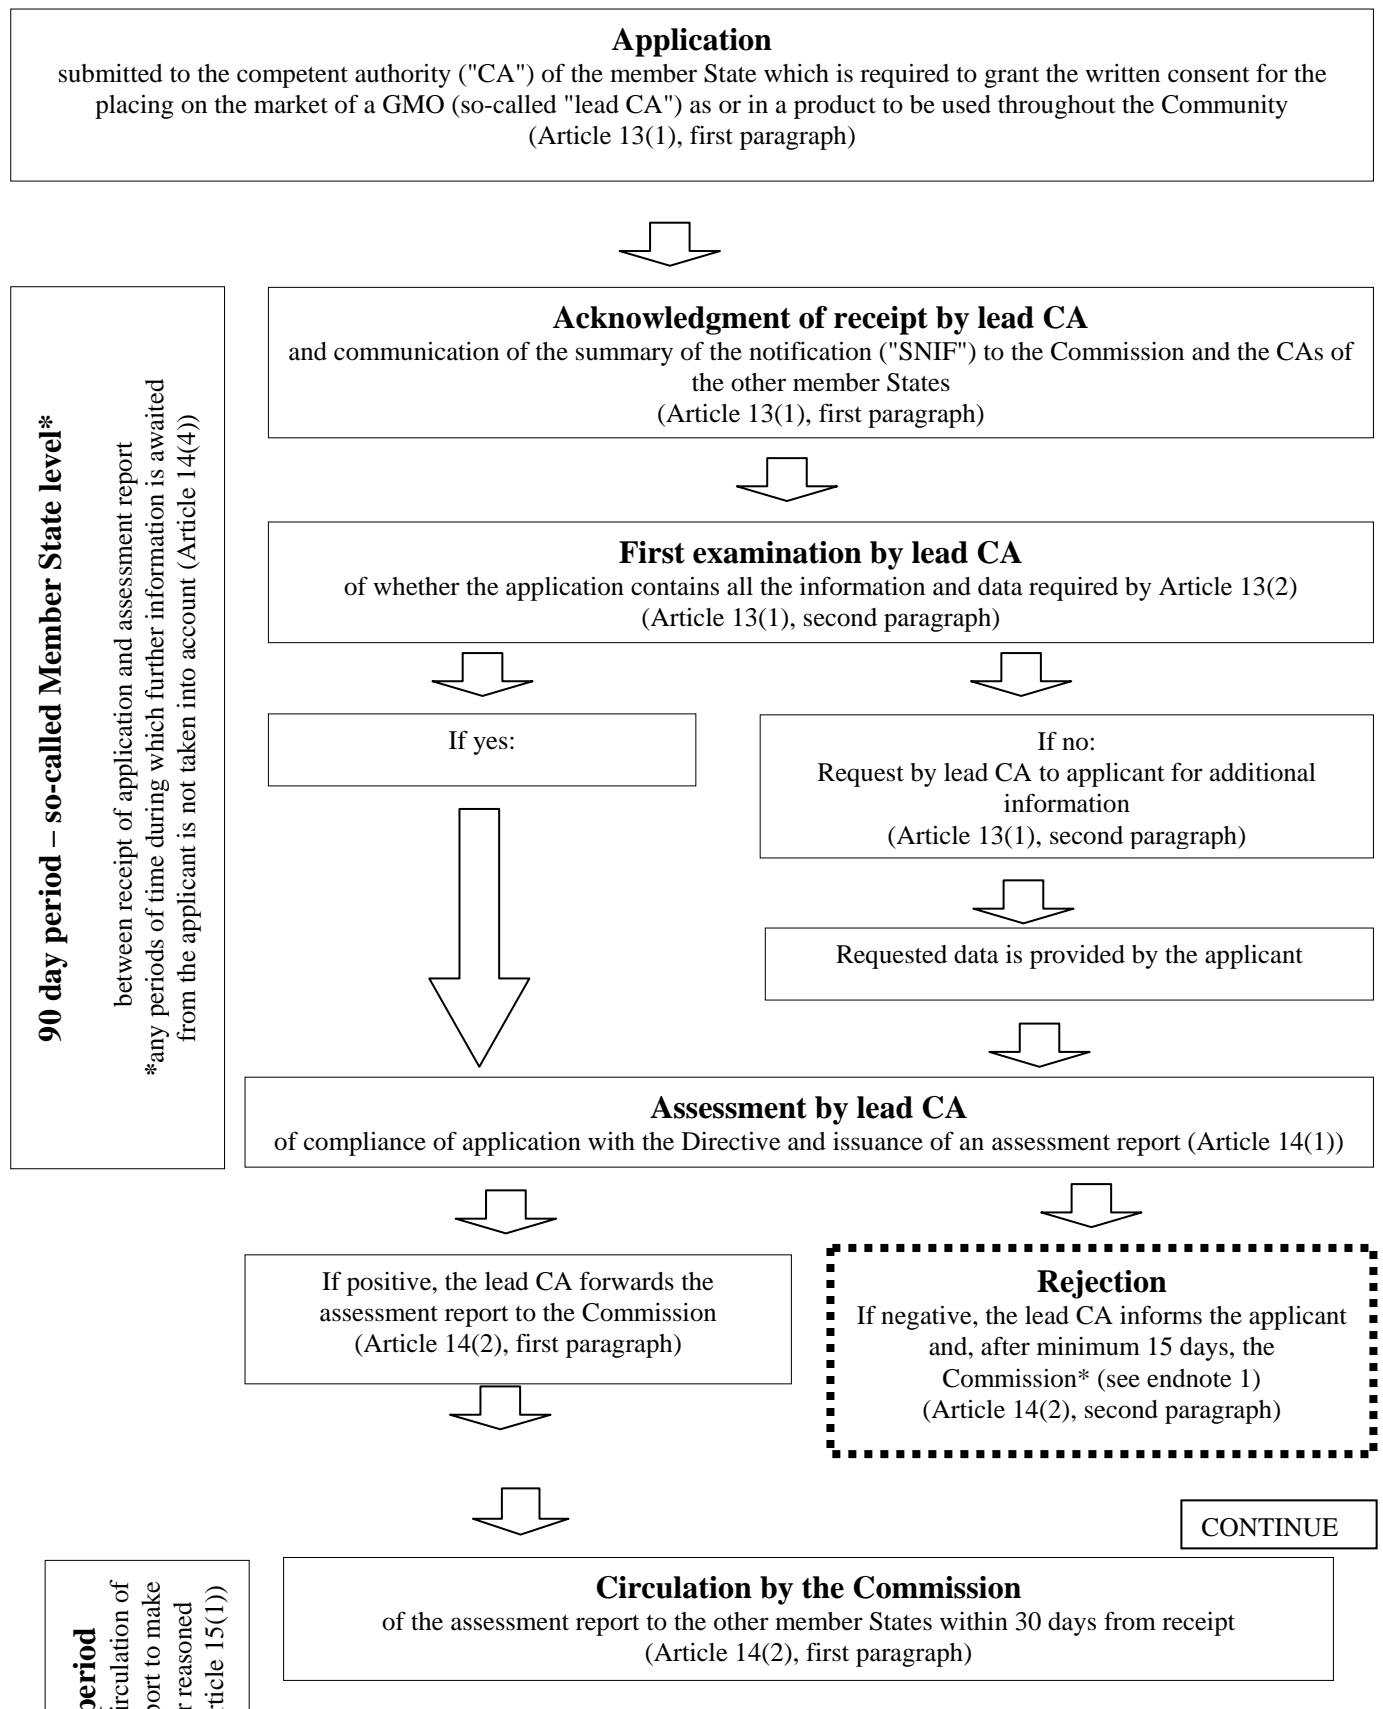 Application
submitted to the competent authority ("CA") of the member State which is required to grant the written consent for the
placing on the market of a GMO (so-called "lead CA") as or in a product to be used throughout the Community
(Article 13(1), first paragraph)
90 day period – so-called Member State level*
between receipt of application and assessment report
*any periods of time during which further information is awaited
from the applicant is not taken into account (Article 14(4))
Acknowledgment of receipt by lead CA
and communication of the summary of the notification ("SNIF") to the Commission and the CAs of
the other member States
(Article 13(1), first paragraph)
First examination by lead CA
of whether the application contains all the information and data required by Article 13(2)
(Article 13(1), second paragraph)
If yes:
If no:
Request by lead CA to applicant for additional
information
(Article 13(1), second paragraph)
Requested data is provided by the applicant
Assessment by lead CA
of compliance of application with the Directive and issuance of an assessment report (Article 14(1))
If positive, the lead CA forwards the
assessment report to the Commission
(Article 14(2), first paragraph)
Rejection
If negative, the lead CA informs the applicant
and, after minimum 15 days, the
Commission* (see endnote 1)
(Article 14(2), second paragraph)
CONTINUE
Circulation by the Commission
of the assessment report to the other member States within 30 days from receipt
(Article 14(2), first paragraph)
period
of
to make
reasoned
15(1))